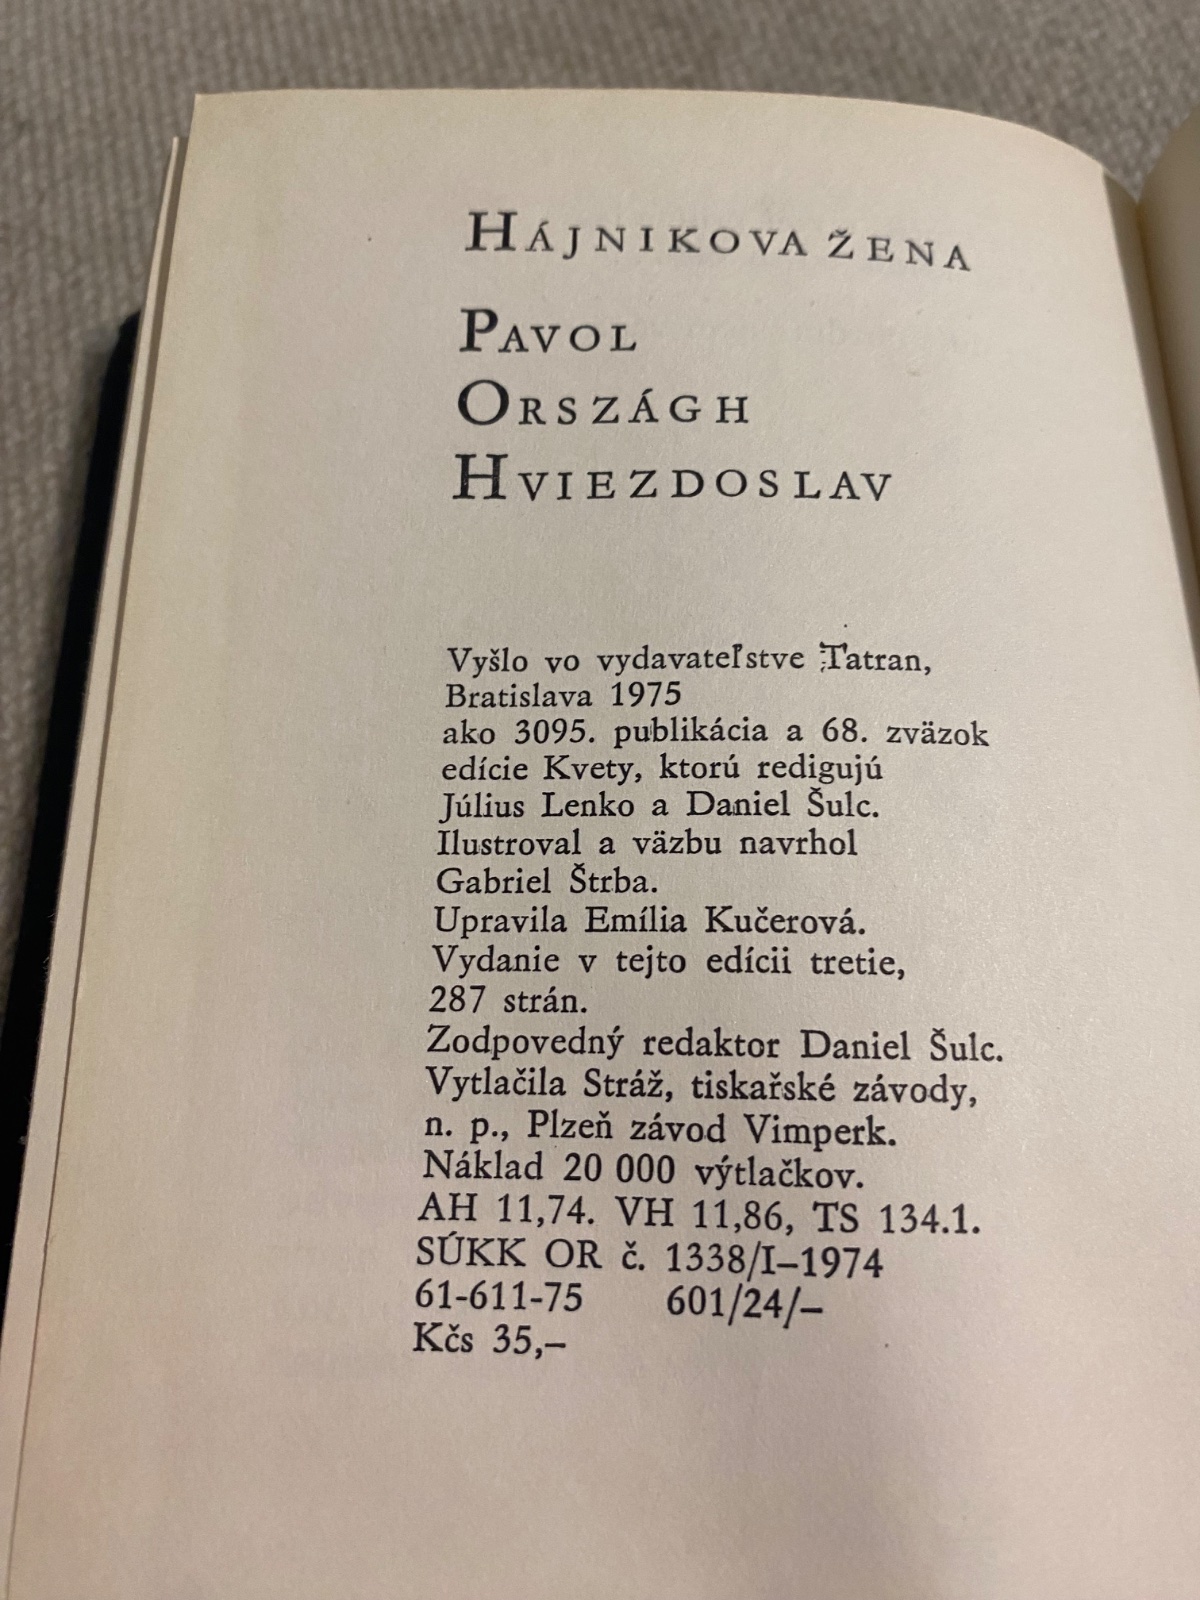 HÁJNIKOVA ŽENA
PAVOL
ORSZÁGH
HVIEZDOSLAV
Vyšlo vo vydavateľstve Tatran,
Bratislava 1975
ako 3095. publikácia a 68. zväzok
edície Kvety, ktorú redigujú
Július Lenko a Daniel Šulc.
Ilustroval a väzbu navrhol
Gabriel Štrba.
Upravila Emília Kučerová.
Vydanie v tejto edícii tretie,
287 strán.
Zodpovedný redaktor Daniel Šulc.
Vytlačila Stráž, tiskařské závody,
n. p., Plzeň závod Vimperk.
Náklad 20 000 výtlačkov.
AH 11,74. VH 11,86, TS 134.1.
SÚKK OR č. 1338/I–1974
61-611-75 601/24/–
Kčs 35,–